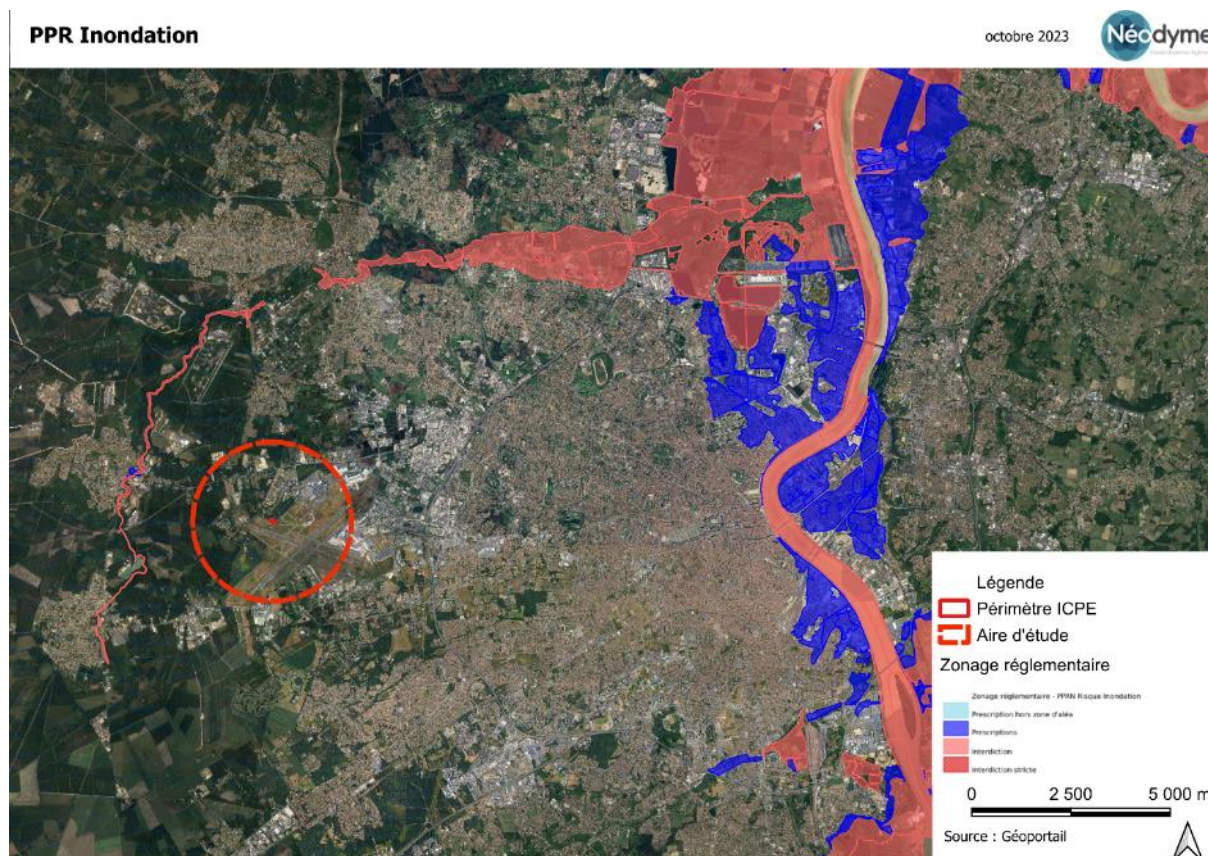 PPR Inondation
octobre 2023
Néodyme
Légende
Périmètre ICPE
Aire d'étude
Zonage réglementaire
Zonage réglementaire - PPRN Risque Inondation
Prescription hors zone d'aléa
Prescriptions
Interdiction
Interdiction stricte
0 2 500 5 000 m
Source : Géoportail